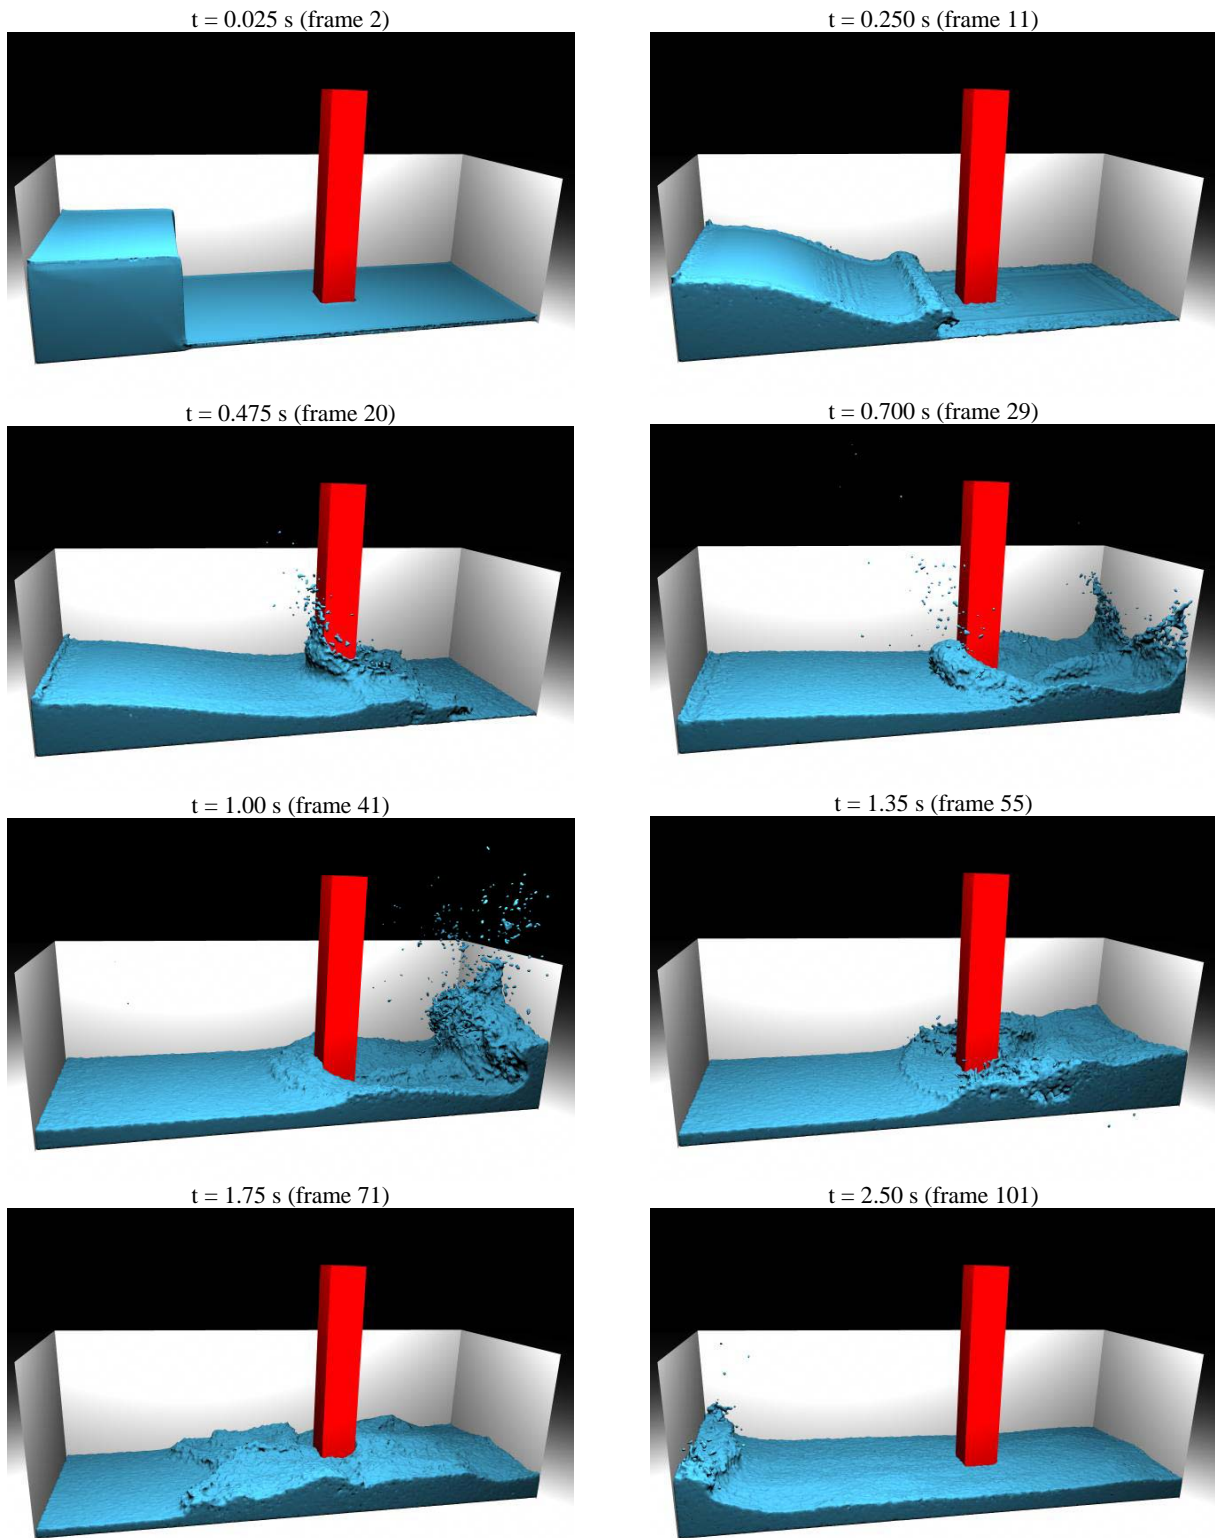 t = 0.025 s (frame 2)
t = 0.250 s (frame 11)
t = 0.475 s (frame 20)
t = 0.700 s (frame 29)
t = 1.00 s (frame 41)
t = 1.35 s (frame 55)
t = 1.75 s (frame 71)
t = 2.50 s (frame 101)